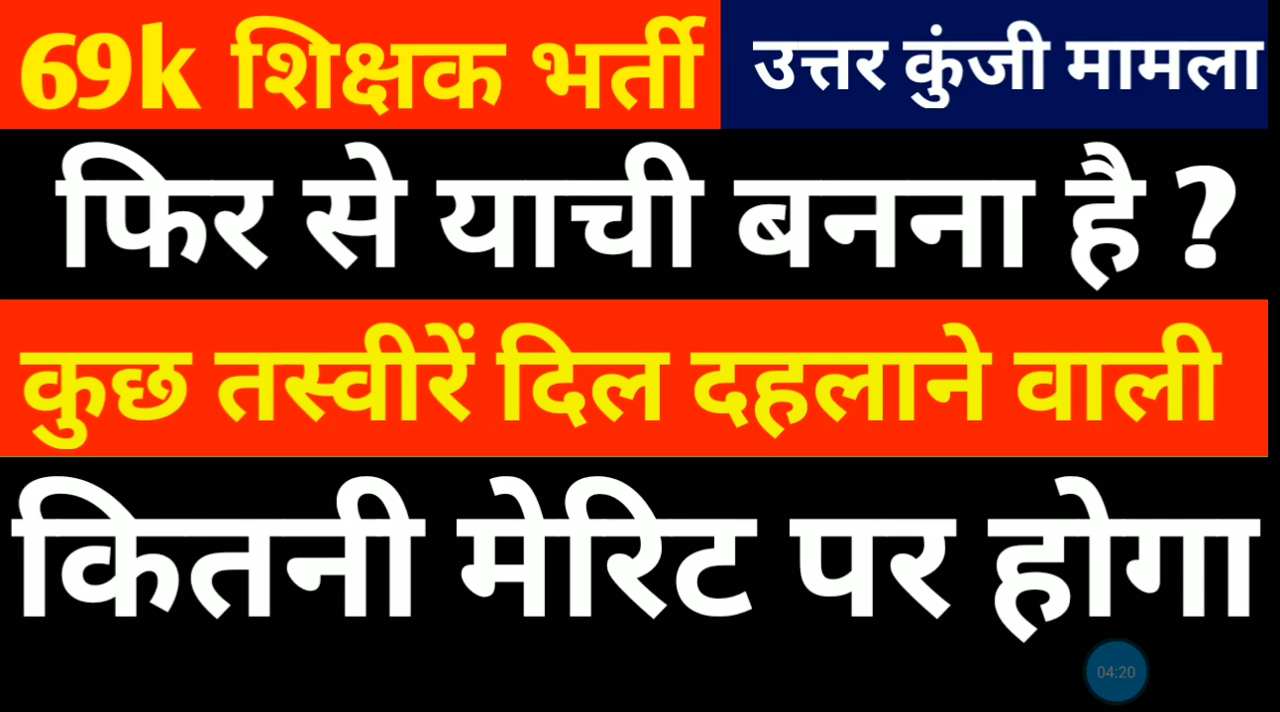 69k शिक्षक भर्ती
उत्तर कुंजी मामला
फिर से याची बनना है ?
कुछ तस्वीरें दिल दहलाने वाली
कितनी मेरिट पर होगा
04:20